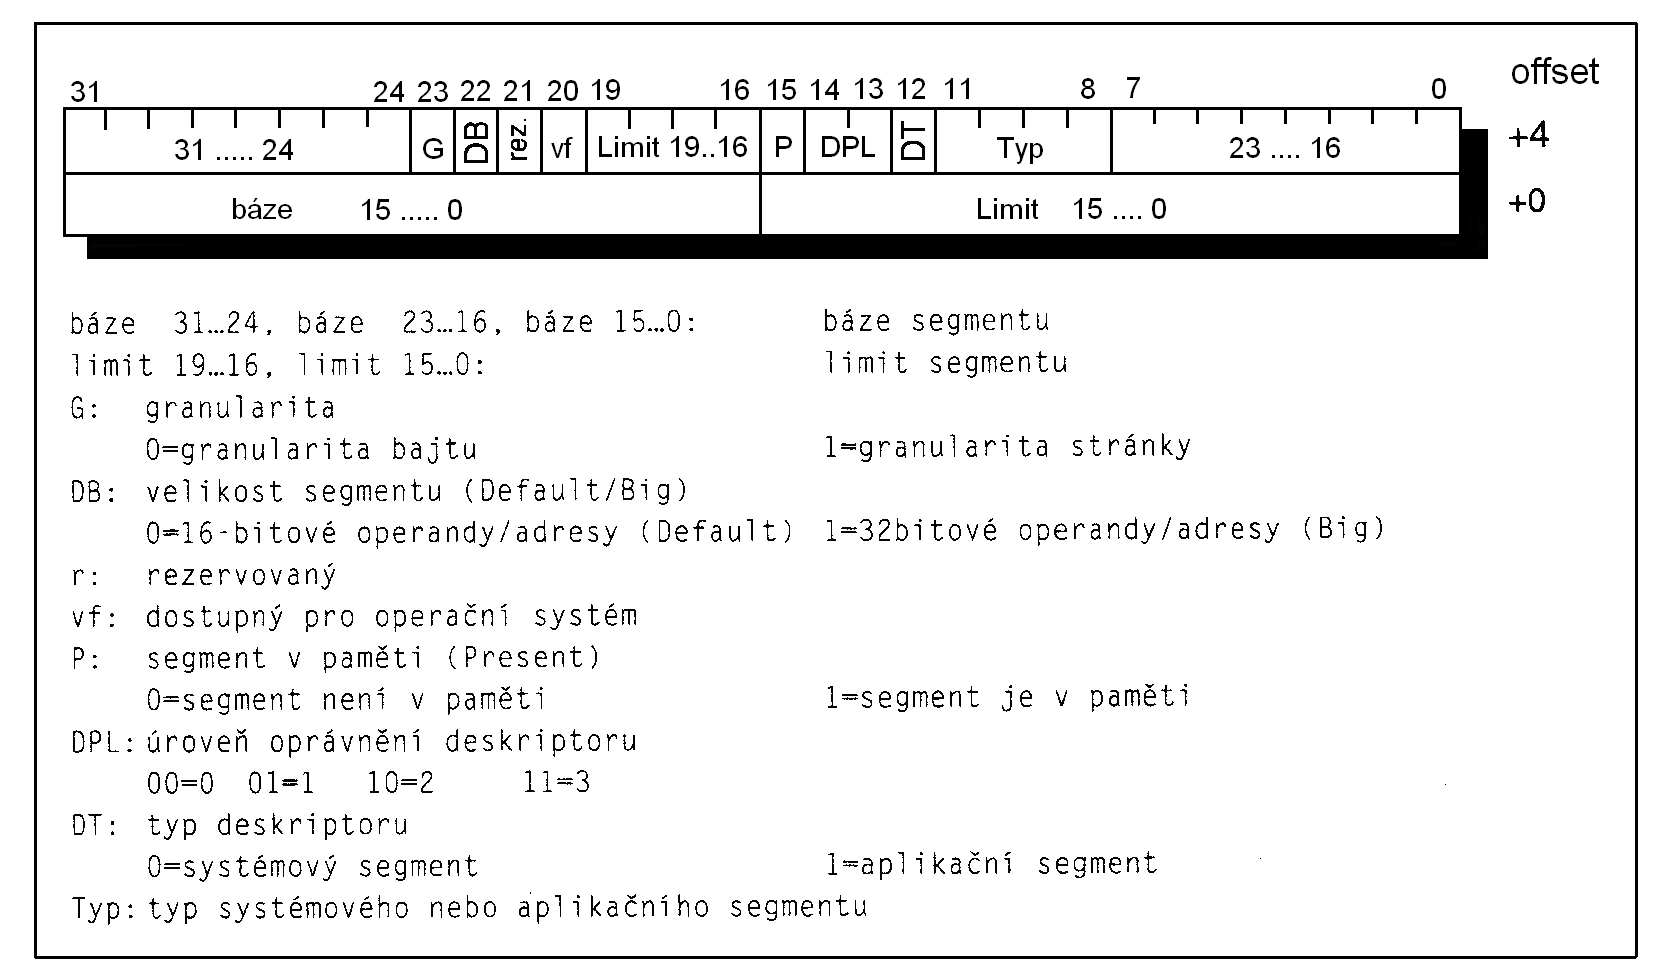 offset
31 24 23 22 21 20 19 16 15 14 13 12 11 8 7 0
31 ..... 24 G DB rez. vf Limit 19..16 P DPL DT Typ 23 .... 16 +4
báze 15 ..... 0 Limit 15 .... 0 +0
báze 31…24, báze 23…16, báze 15…0: báze segmentu
limit 19…16, limit 15…0: limit segmentu
G: granularita
0=granularita bajtu 1=granularita stránky
DB: velikost segmentu (Default/Big)
0=16-bitové operandy/adresy (Default) 1=32bitové operandy/adresy (Big)
r: rezervovaný
vf: dostupný pro operační systém
P: segment v paměti (Present)
0=segment není v paměti 1=segment je v paměti
DPL: úroveň oprávnění deskriptoru
00=0 01=1 10=2 11=3
DT: typ deskriptoru
0=systémový segment 1=aplikační segment
Typ: typ systémového nebo aplikačního segmentu